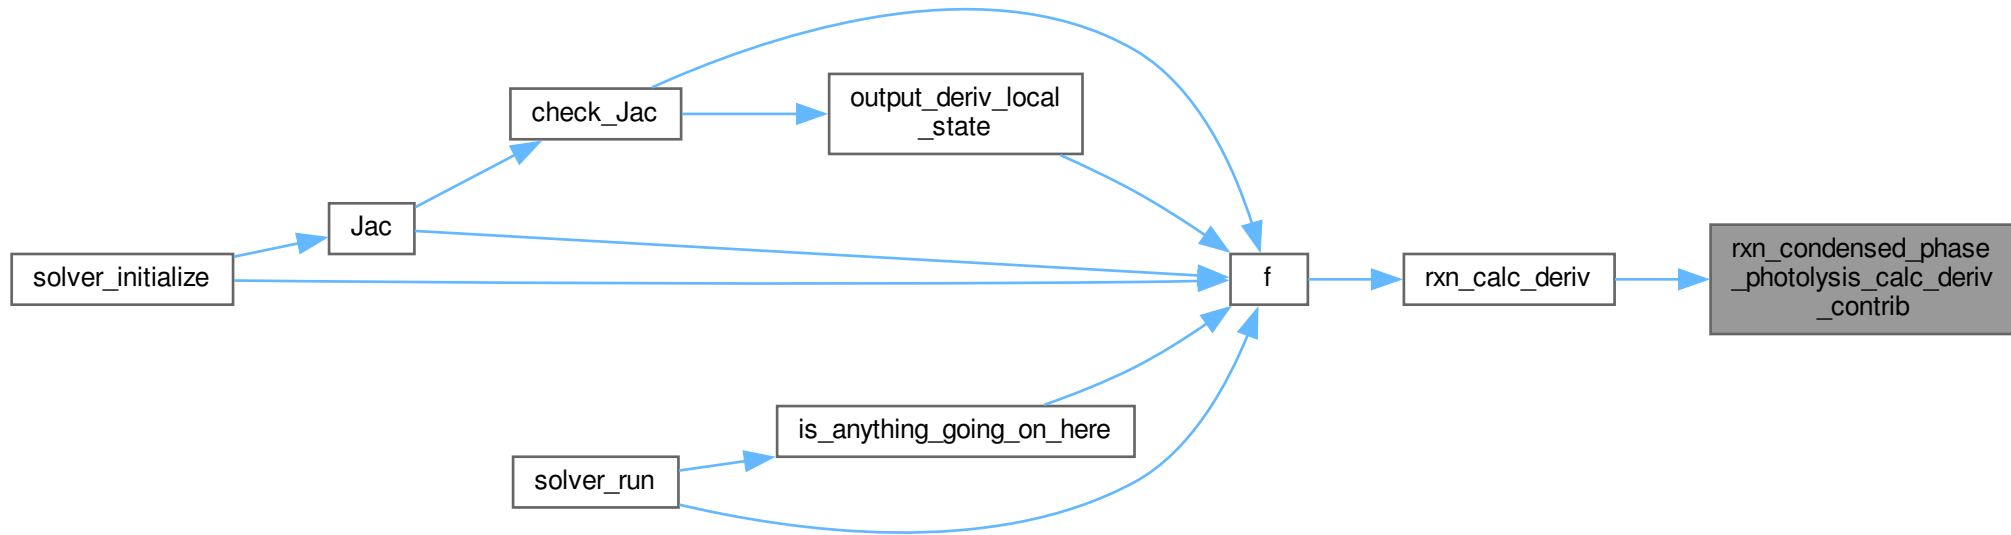 check_Jac
output_deriv_local
_state
Jac
solver_initialize
f
rxn_calc_deriv
rxn_condensed_phase
_photolysis_calc_deriv
_contrib
is_anything_going_on_here
solver_run